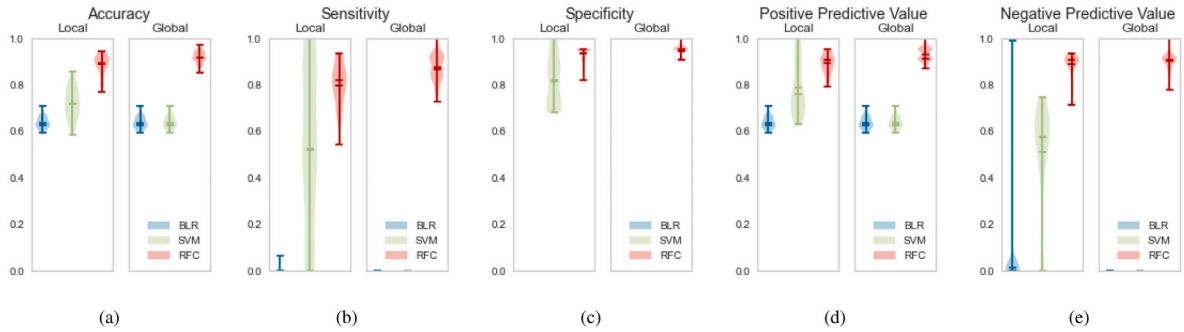 Accuracy
Local
Global
1.0
0.8
0.6
0.4
0.2
0.0
BLR
SVM
RFC
(a)
Sensitivity
Local
Global
1.0
0.8
0.6
0.4
0.2
0.0
BLR
SVM
RFC
(b)
Specificity
Local
Global
1.0
0.8
0.6
0.4
0.2
0.0
BLR
SVM
RFC
(c)
Positive Predictive Value
Local
Global
1.0
0.8
0.6
0.4
0.2
0.0
BLR
SVM
RFC
(d)
Negative Predictive Value
Local
Global
1.0
0.8
0.6
0.4
0.2
0.0
BLR
SVM
RFC
(e)